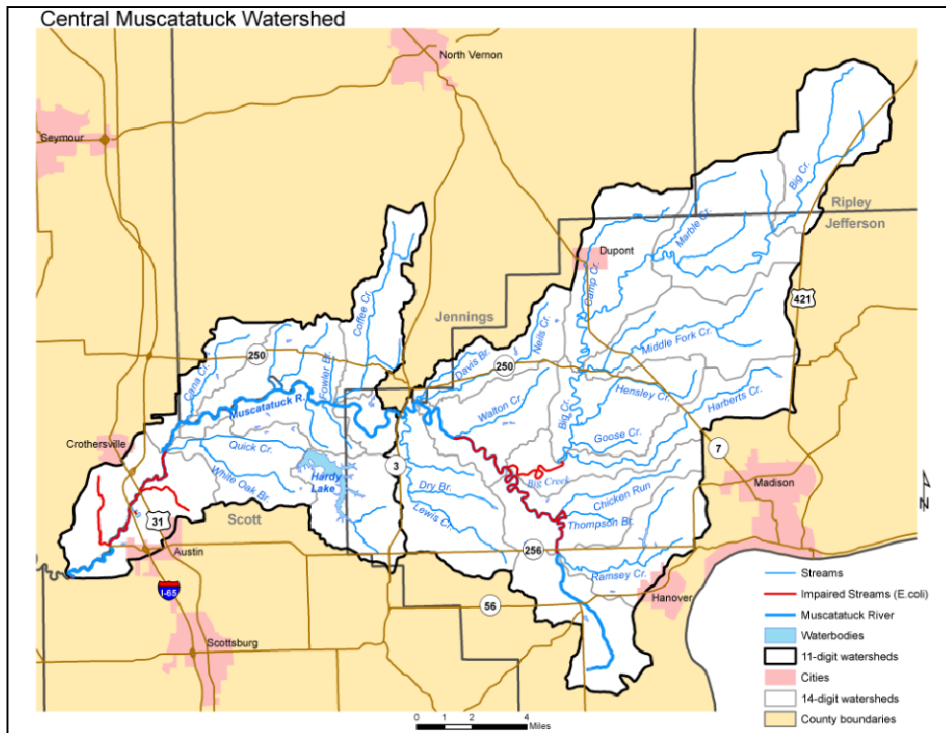 Central Muscatatuck Watershed
North Vernon
Seymour
Big Cr.
Ripley
Jefferson
Marble Cr.
Dupont
Camp Cr.
421
Coffee Cr.
Jennings
Neils Cr.
Middle Fork Cr.
250
Fowler Br.
Davis Br.
250
Cana Cr.
Hensley Cr.
Harberts Cr.
Muscatatuck R.
Walton Cr.
Big Cr.
Goose Cr.
Crothersville
Quick Cr.
7
3
Big Creek
Hardy
Lake
White Oak Br.
Dry Br.
Chicken Run
Madison
N
Lewis Cr.
Thompson Br.
31
Scott
Austin
256
Ramsey Cr.
I-65
56
Hanover
Scottsburg
Streams
Impaired Streams (E.coli)
Muscatatuck River
Waterbodies
11-digit watersheds
Cities
14-digit watersheds
County boundaries
0 1 2 4
Miles